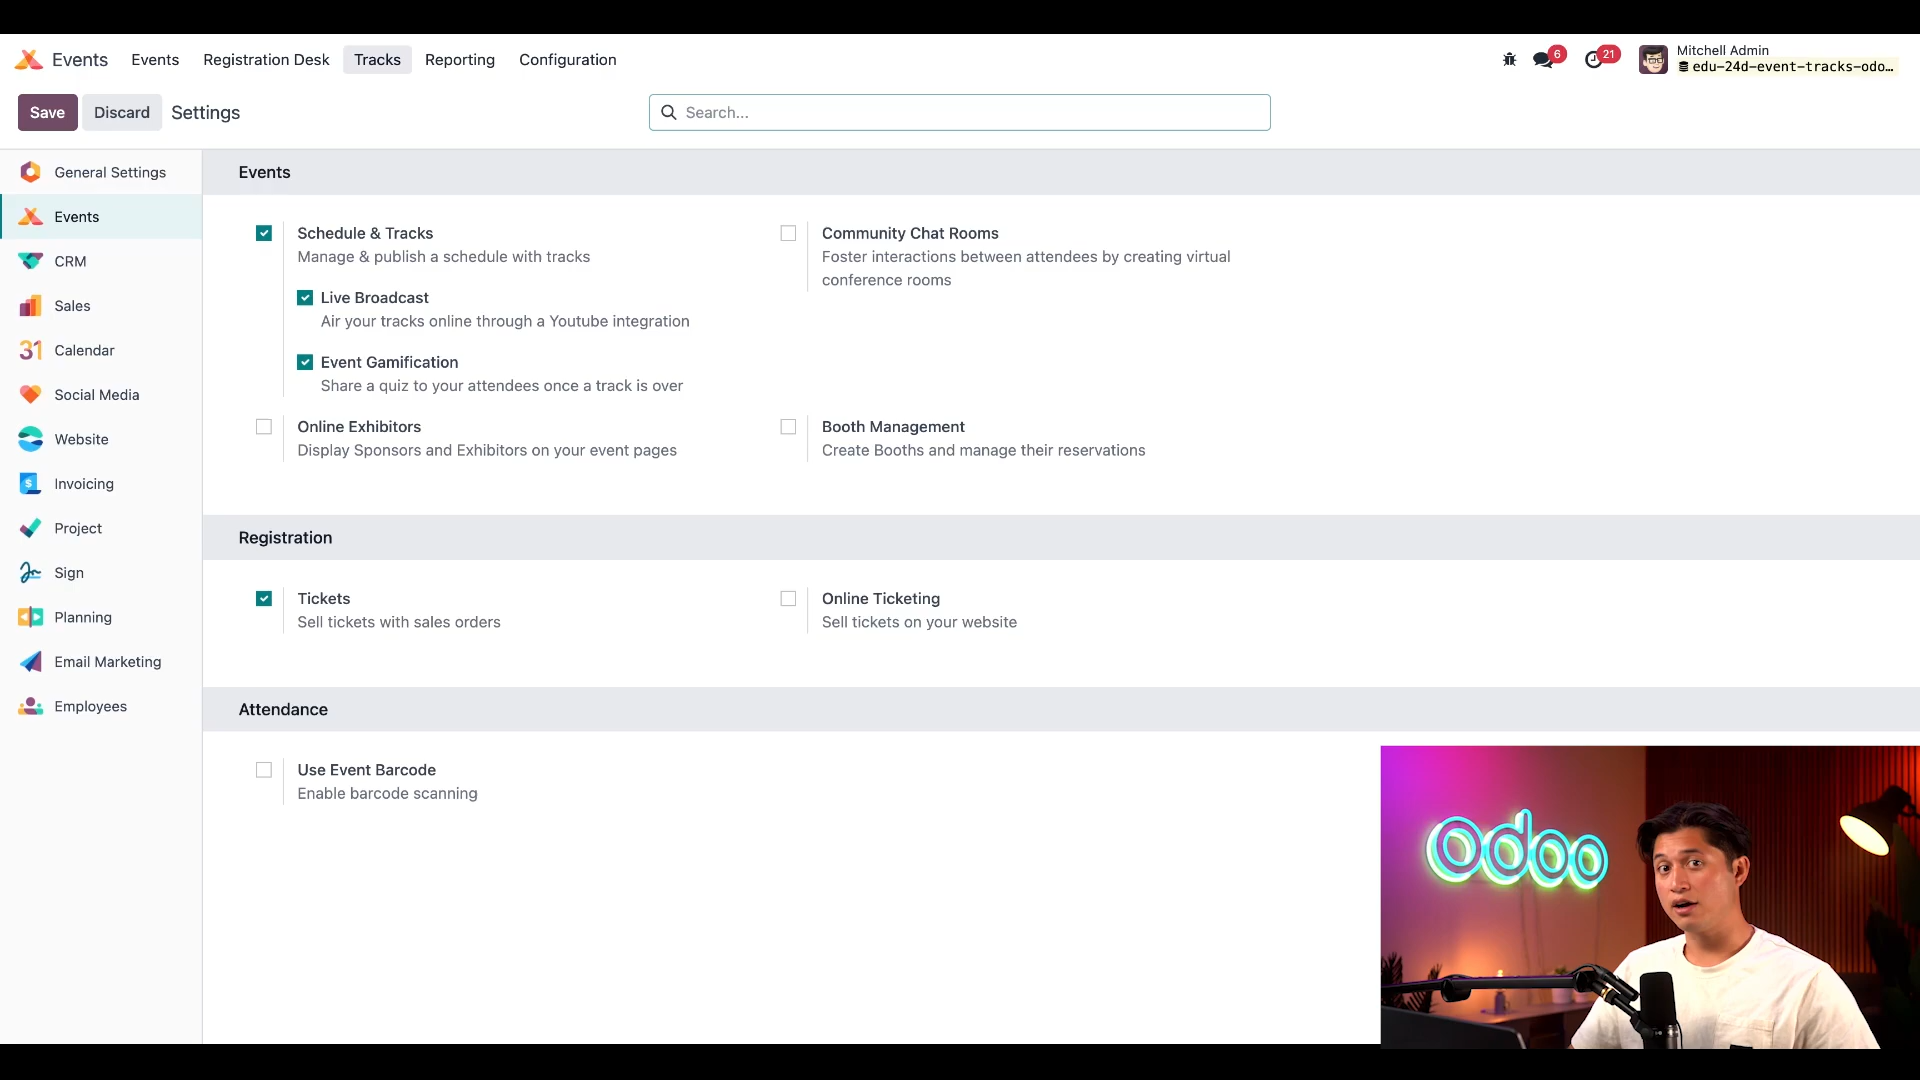 Events Events Registration Desk Tracks Reporting Configuration 6 21 Mitchell Admin
edu-24d-event-tracks-odo...
Save Discard Settings Search...
General Settings
Events
CRM
Sales
31 Calendar
Social Media
Website
$ Invoicing
Project
Sign
Planning
Email Marketing
Employees
Events
Schedule & Tracks
Manage & publish a schedule with tracks
Live Broadcast
Air your tracks online through a Youtube integration
Event Gamification
Share a quiz to your attendees once a track is over
Community Chat Rooms
Foster interactions between attendees by creating virtual
conference rooms
Online Exhibitors
Display Sponsors and Exhibitors on your event pages
Booth Management
Create Booths and manage their reservations
Registration
Tickets
Sell tickets with sales orders
Online Ticketing
Sell tickets on your website
Attendance
Use Event Barcode
Enable barcode scanning
odoo